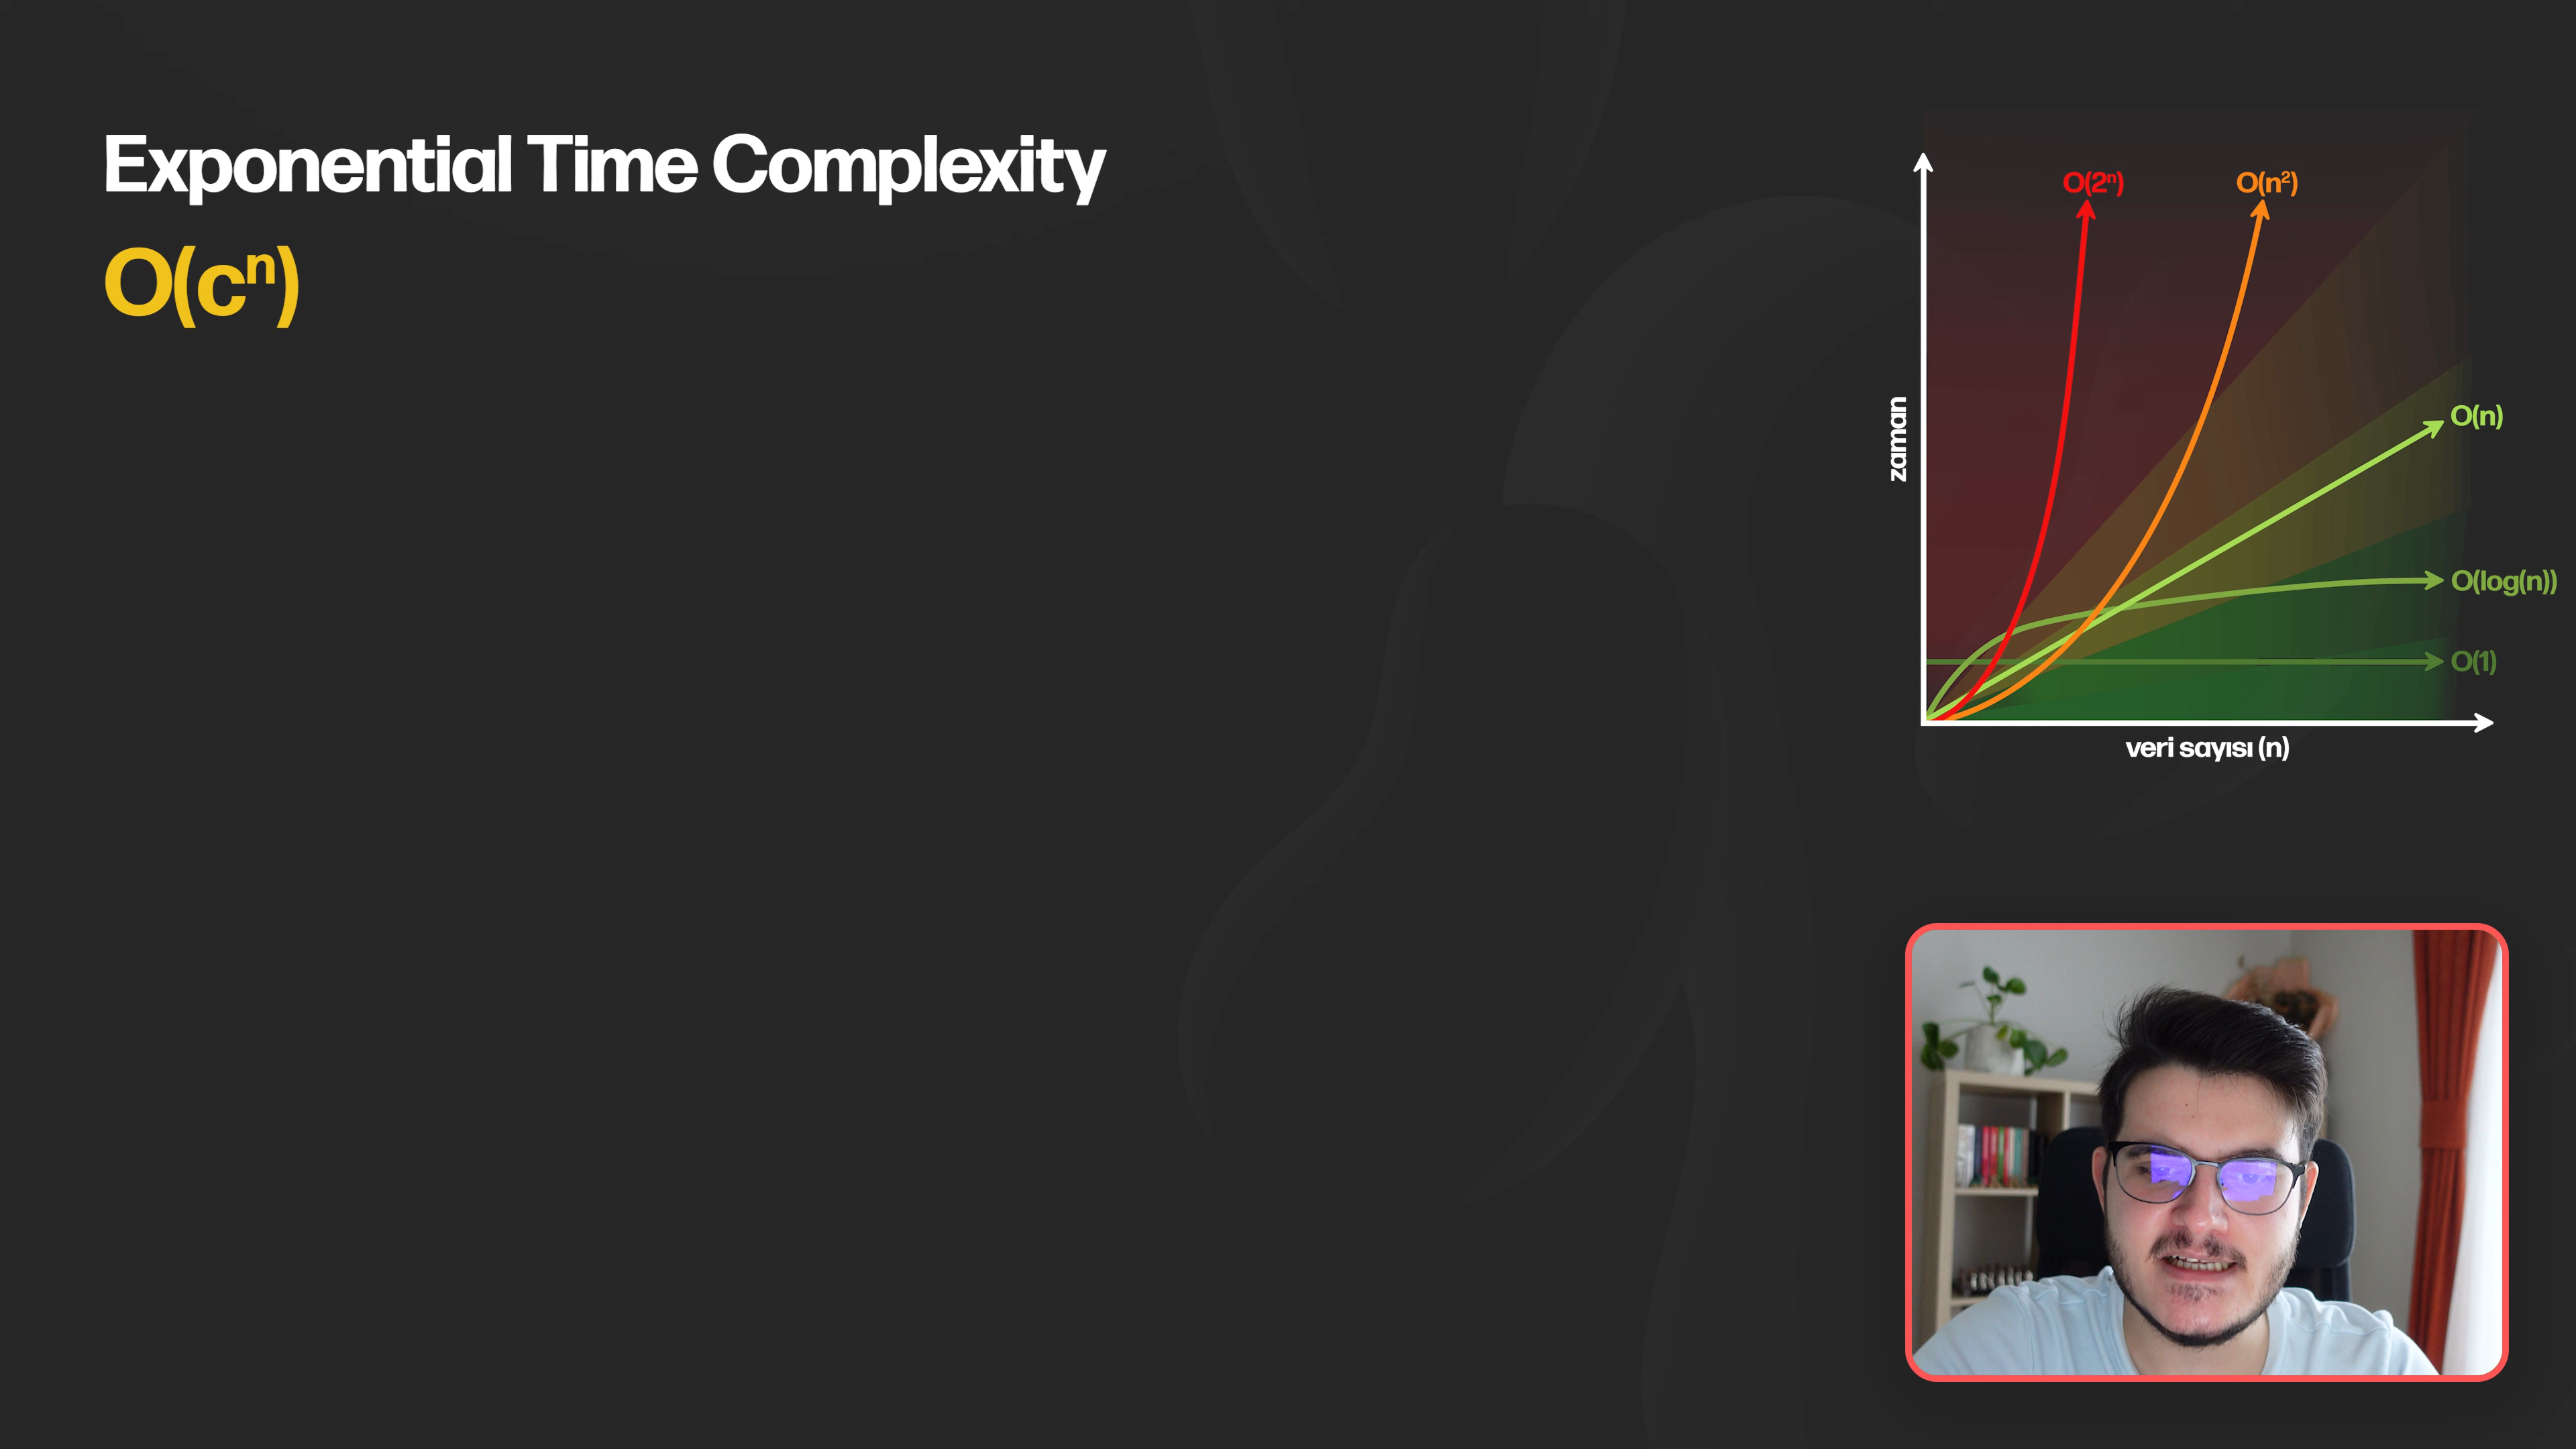 Exponential Time Complexity
O(cⁿ)
O(2ⁿ)
O(n²)
O(n)
O(log(n))
O(1)
zaman
veri sayısı (n)